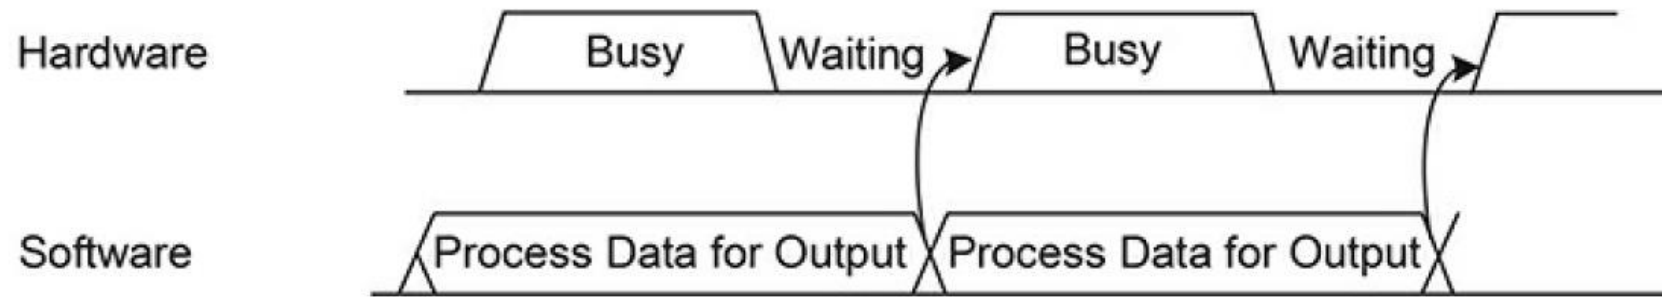 Hardware Busy Waiting Busy Waiting
Software Process Data for Output Process Data for Output